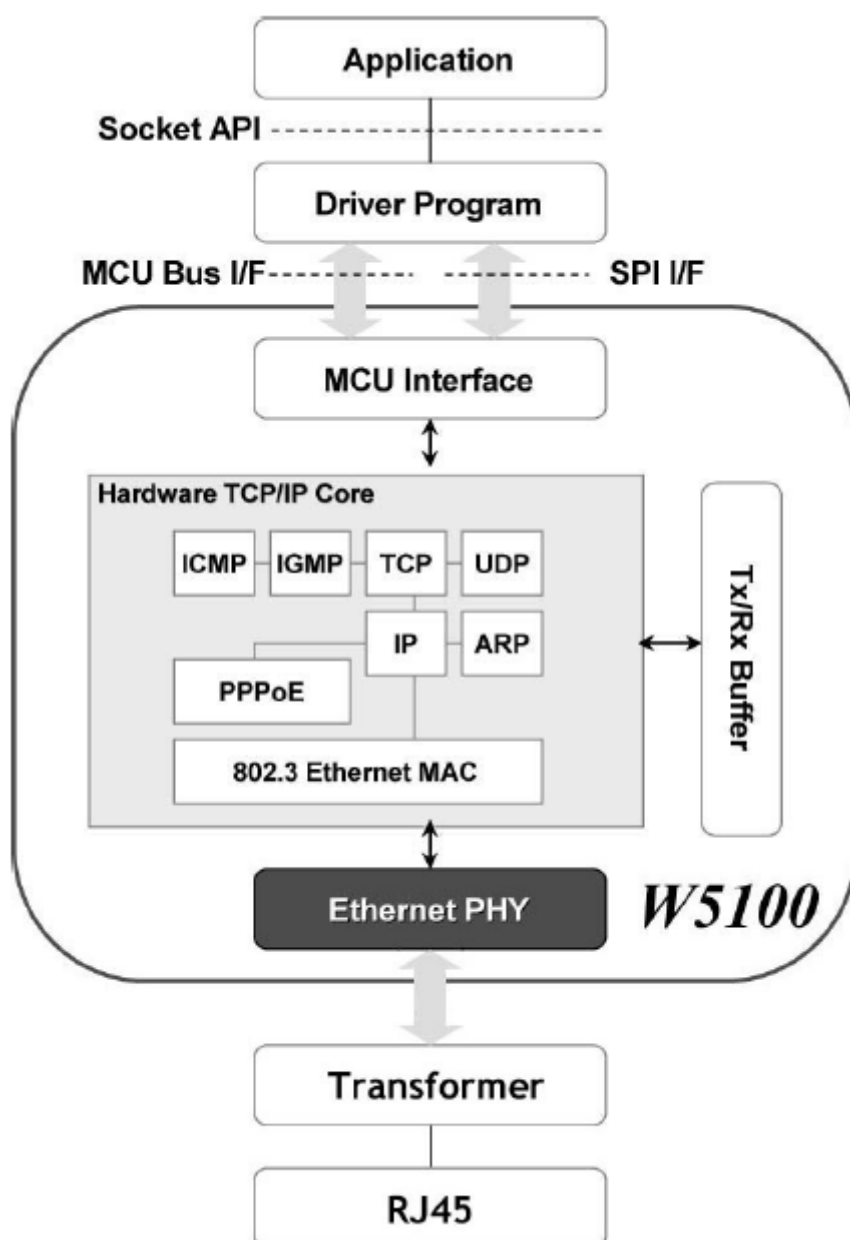 Application
Socket API
Driver Program
MCU Bus I/F
SPI I/F
MCU Interface
Hardware TCP/IP Core
ICMP
IGMP
TCP
UDP
IP
ARP
PPPoE
802.3 Ethernet MAC
Tx/Rx Buffer
Ethernet PHY
W5100
Transformer
RJ45